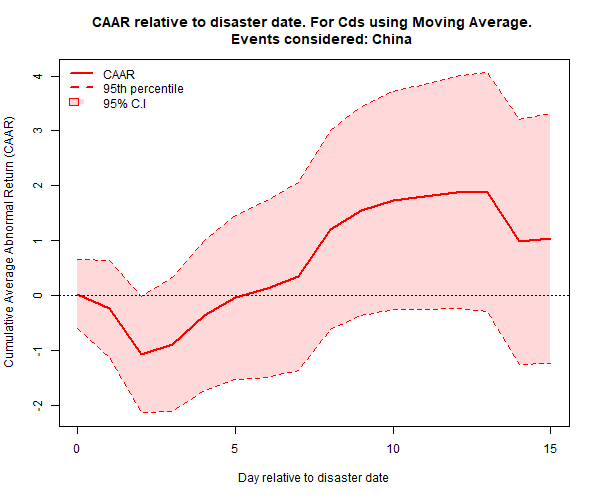 CAAR relative to disaster date. For Cds using Moving Average.
Events considered: China
CAAR
95th percentile
95% C.I
Cumulative Average Abnormal Return (CAAR)
4
3
2
1
0
-1
-2
0 5 10 15
Day relative to disaster date